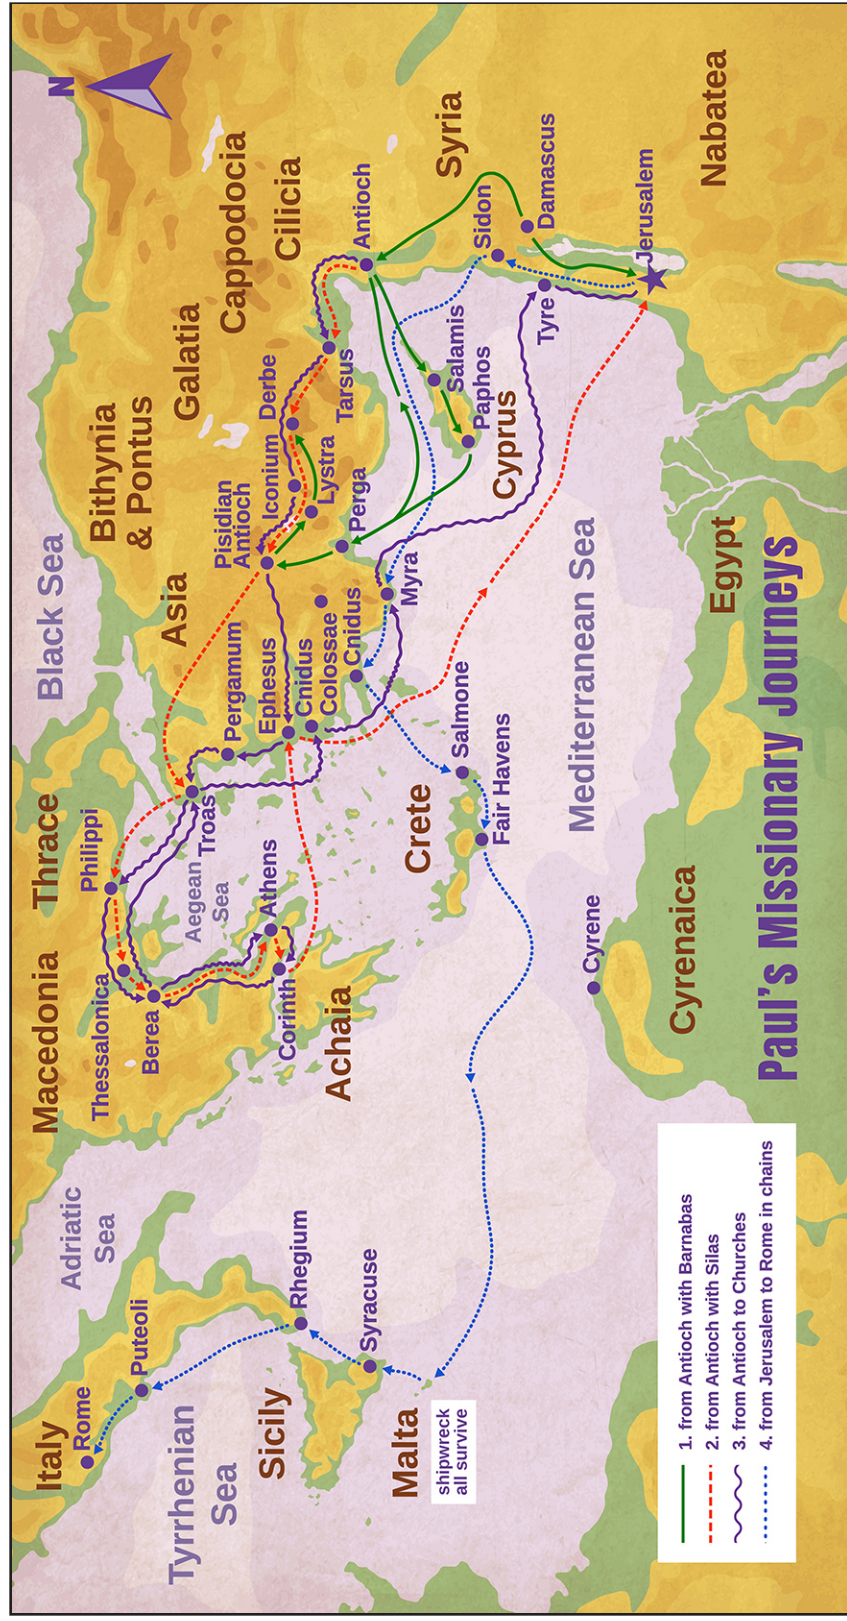 N
Black Sea
Bithynia
& Pontus
Galatia
Cappodocia
Cilicia
Syria
Nabatea
Macedonia
Thrace
Asia
Pisidian
Antioch
Iconium
Derbe
Lystra
Tarsus
Antioch
Perga
Philippi
Thessalonica
Berea
Troas
Aegean
Sea
Pergamum
Ephesus
Cnidus
Colossae
Cnidus
Myra
Athens
Corinth
Achaia
Salamis
Paphos
Cyprus
Sidon
Damascus
Tyre
Jerusalem
Italy
Rome
Puteoli
Adriatic
Sea
Tyrrhenian
Sea
Rhegium
Sicily
Syracuse
Malta
shipwreck
all survive
Crete
Salmone
Fair Havens
Mediterranean Sea
Cyrene
Cyrenaica
Egypt
1. from Antioch with Barnabas
2. from Antioch with Silas
3. from Antioch to Churches
4. from Jerusalem to Rome in chains
Paul's Missionary Journeys